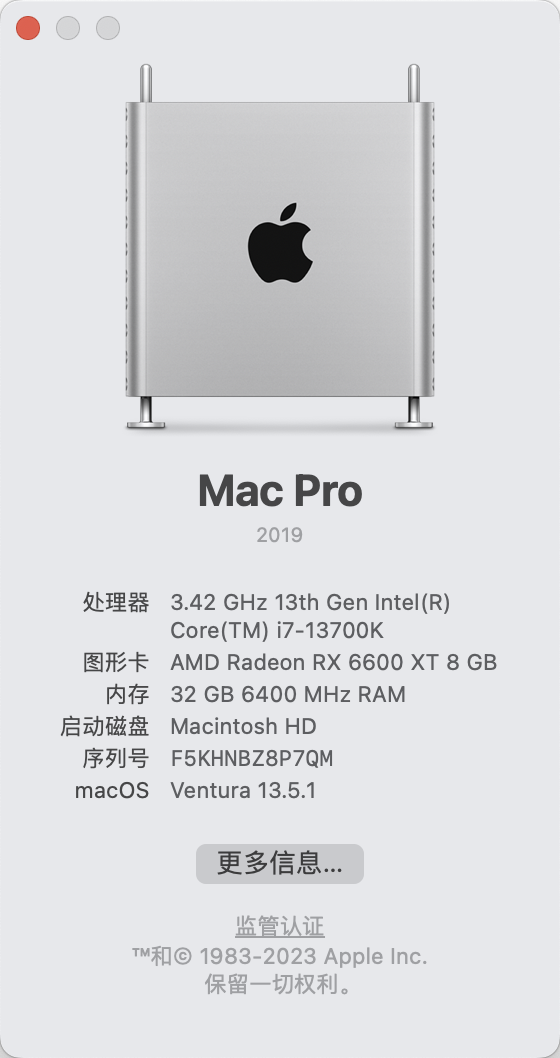 Mac Pro
2019
处理器 3.42 GHz 13th Gen Intel(R)
Core(TM) i7-13700K
图形卡 AMD Radeon RX 6600 XT 8 GB
内存 32 GB 6400 MHz RAM
启动磁盘 Macintosh HD
序列号 F5KHNBZ8P7QM
macOS Ventura 13.5.1
更多信息...
监管认证
™和© 1983-2023 Apple Inc.
保留一切权利。